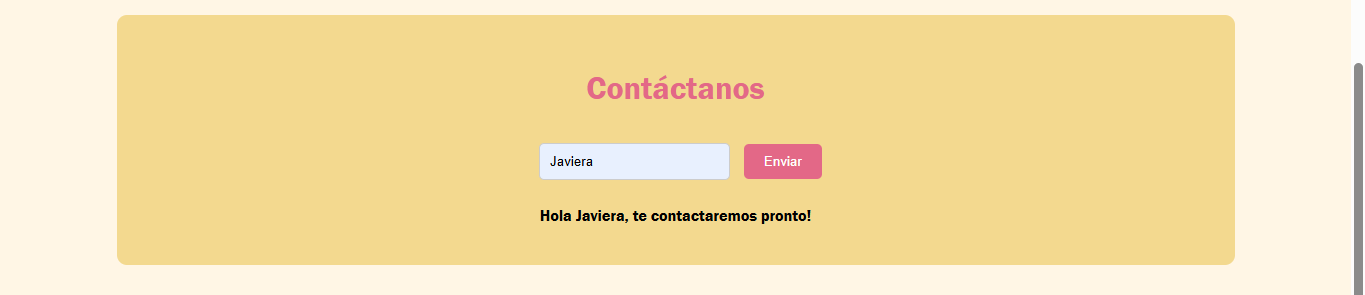 Contáctanos
Javiera Enviar
Hola Javiera, te contactaremos pronto!